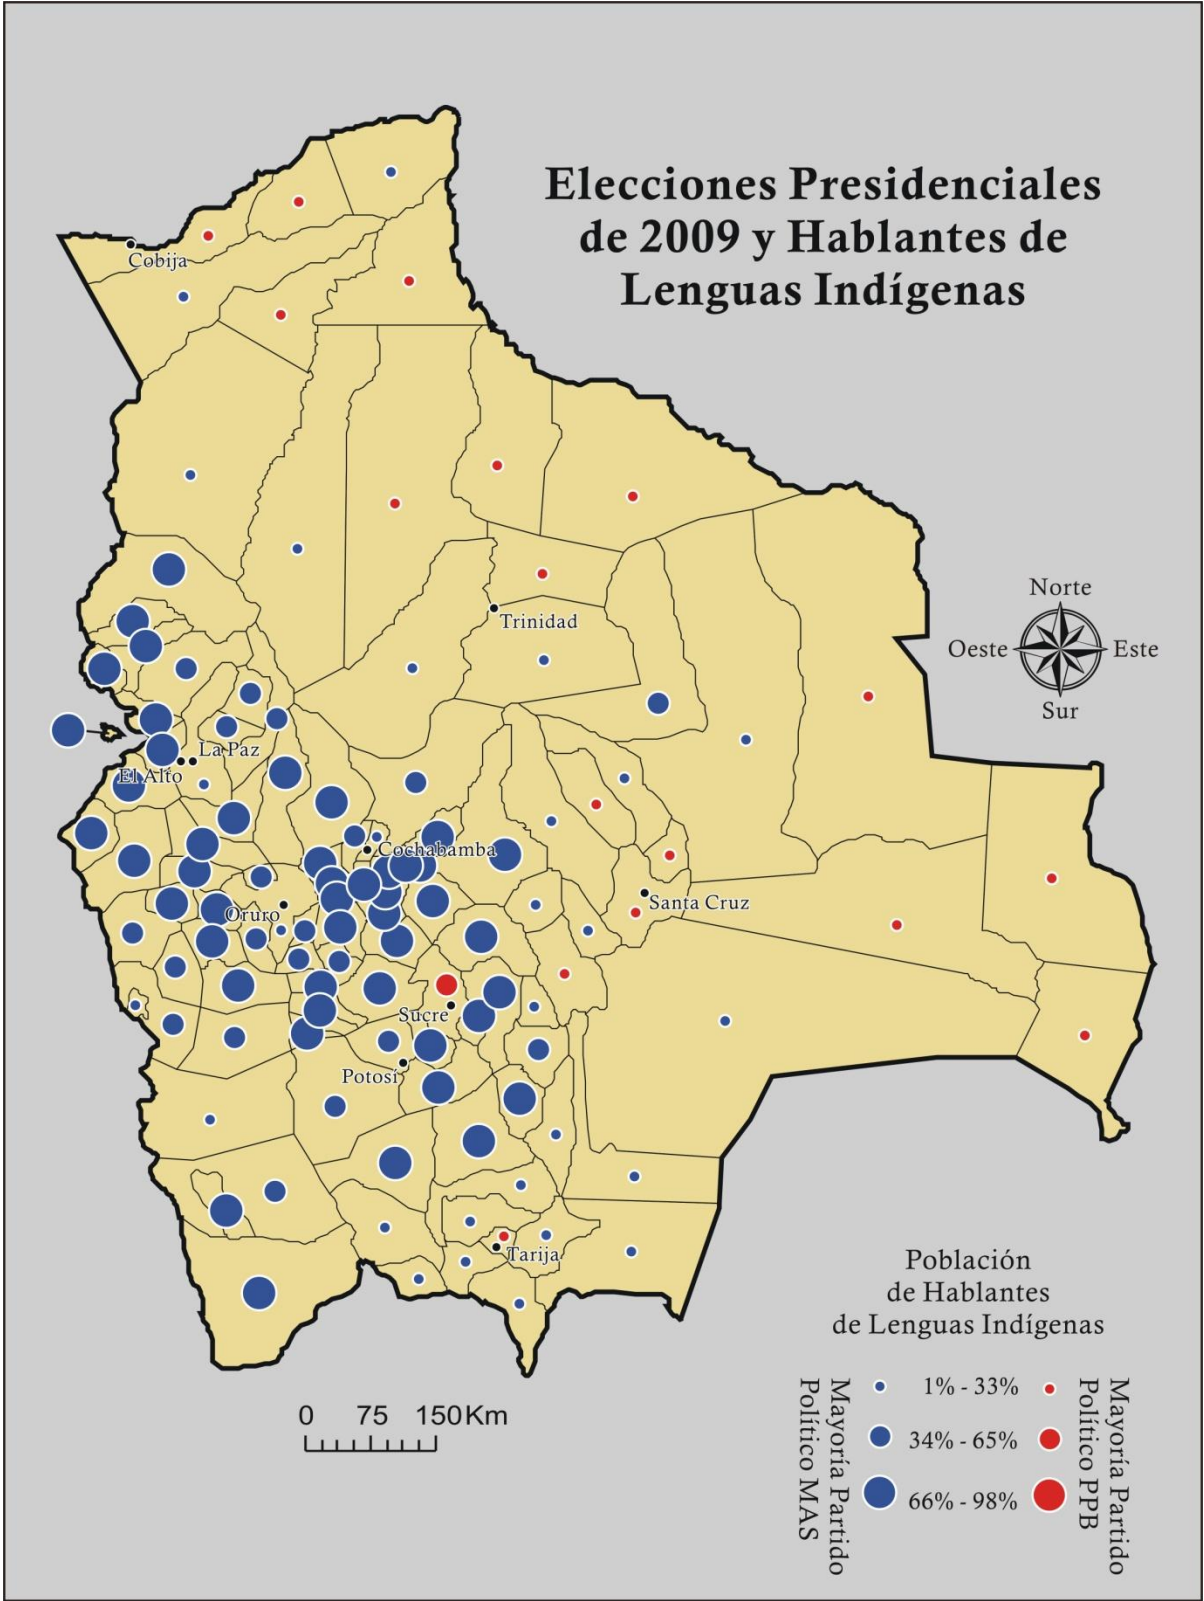 Elecciones Presidenciales
de 2009 y Hablantes de
Lenguas Indígenas
Cobija
Trinidad
Norte
Oeste
Este
Sur
La Paz
El Alto
Cochabamba
Oruro
Santa Cruz
Sucre
Potosí
Tarija
0 75 150Km
Población
de Hablantes
de Lenguas Indígenas
Mayoría Partido
Político MAS
1% - 33%
34% - 65%
66% - 98%
Mayoría Partido
Político PPB